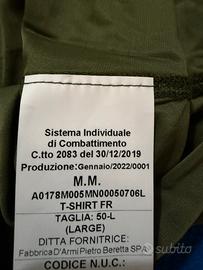 Sistema Individuale
di Combattimento
C.tto 2083 del 30/12/2019
Produzione:Gennaio/2022/0001
M.M.
A0178M005MN00050706L
T-SHIRT FR
TAGLIA: 50-L
(LARGE)
DITTA FORNITRICE:
Fabbrica D'Armi Pietro Beretta SPA
CODICE N.U.C.:
subito